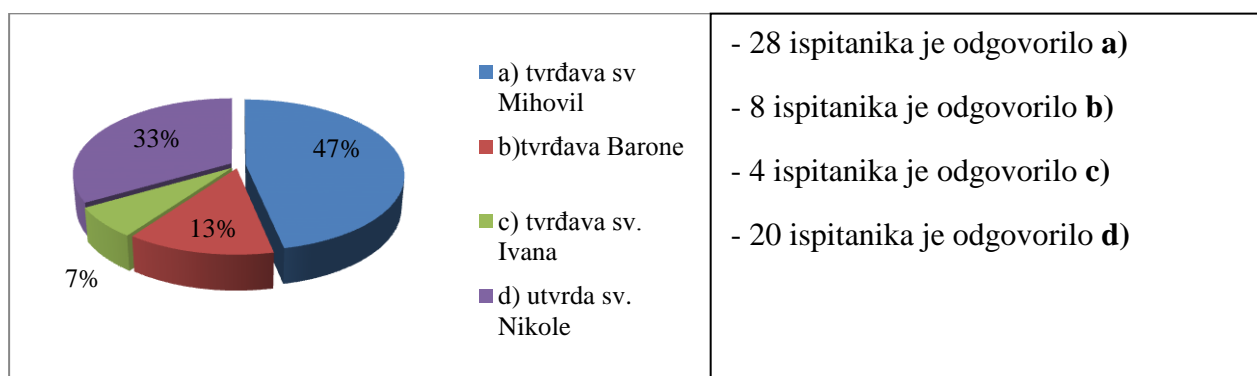 33%
47%
13%
7%
a) tvrđava sv
Mihovil
b)tvrđava Barone
c) tvrđava sv.
Ivana
d) utvrda sv.
Nikole
- 28 ispitanika je odgovorilo a)
- 8 ispitanika je odgovorilo b)
- 4 ispitanika je odgovorilo c)
- 20 ispitanika je odgovorilo d)